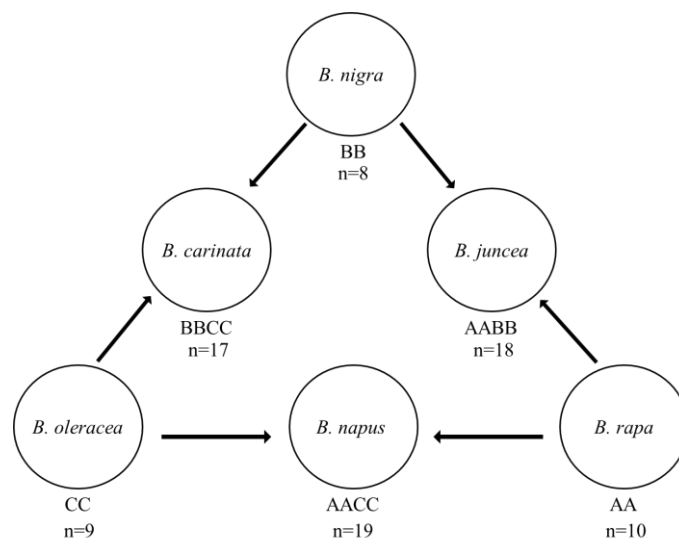 B. nigra
BB
n=8
B. carinata
BBCC
n=17
B. juncea
AABB
n=18
B. oleracea
CC
n=9
B. napus
AACC
n=19
B. rapa
AA
n=10